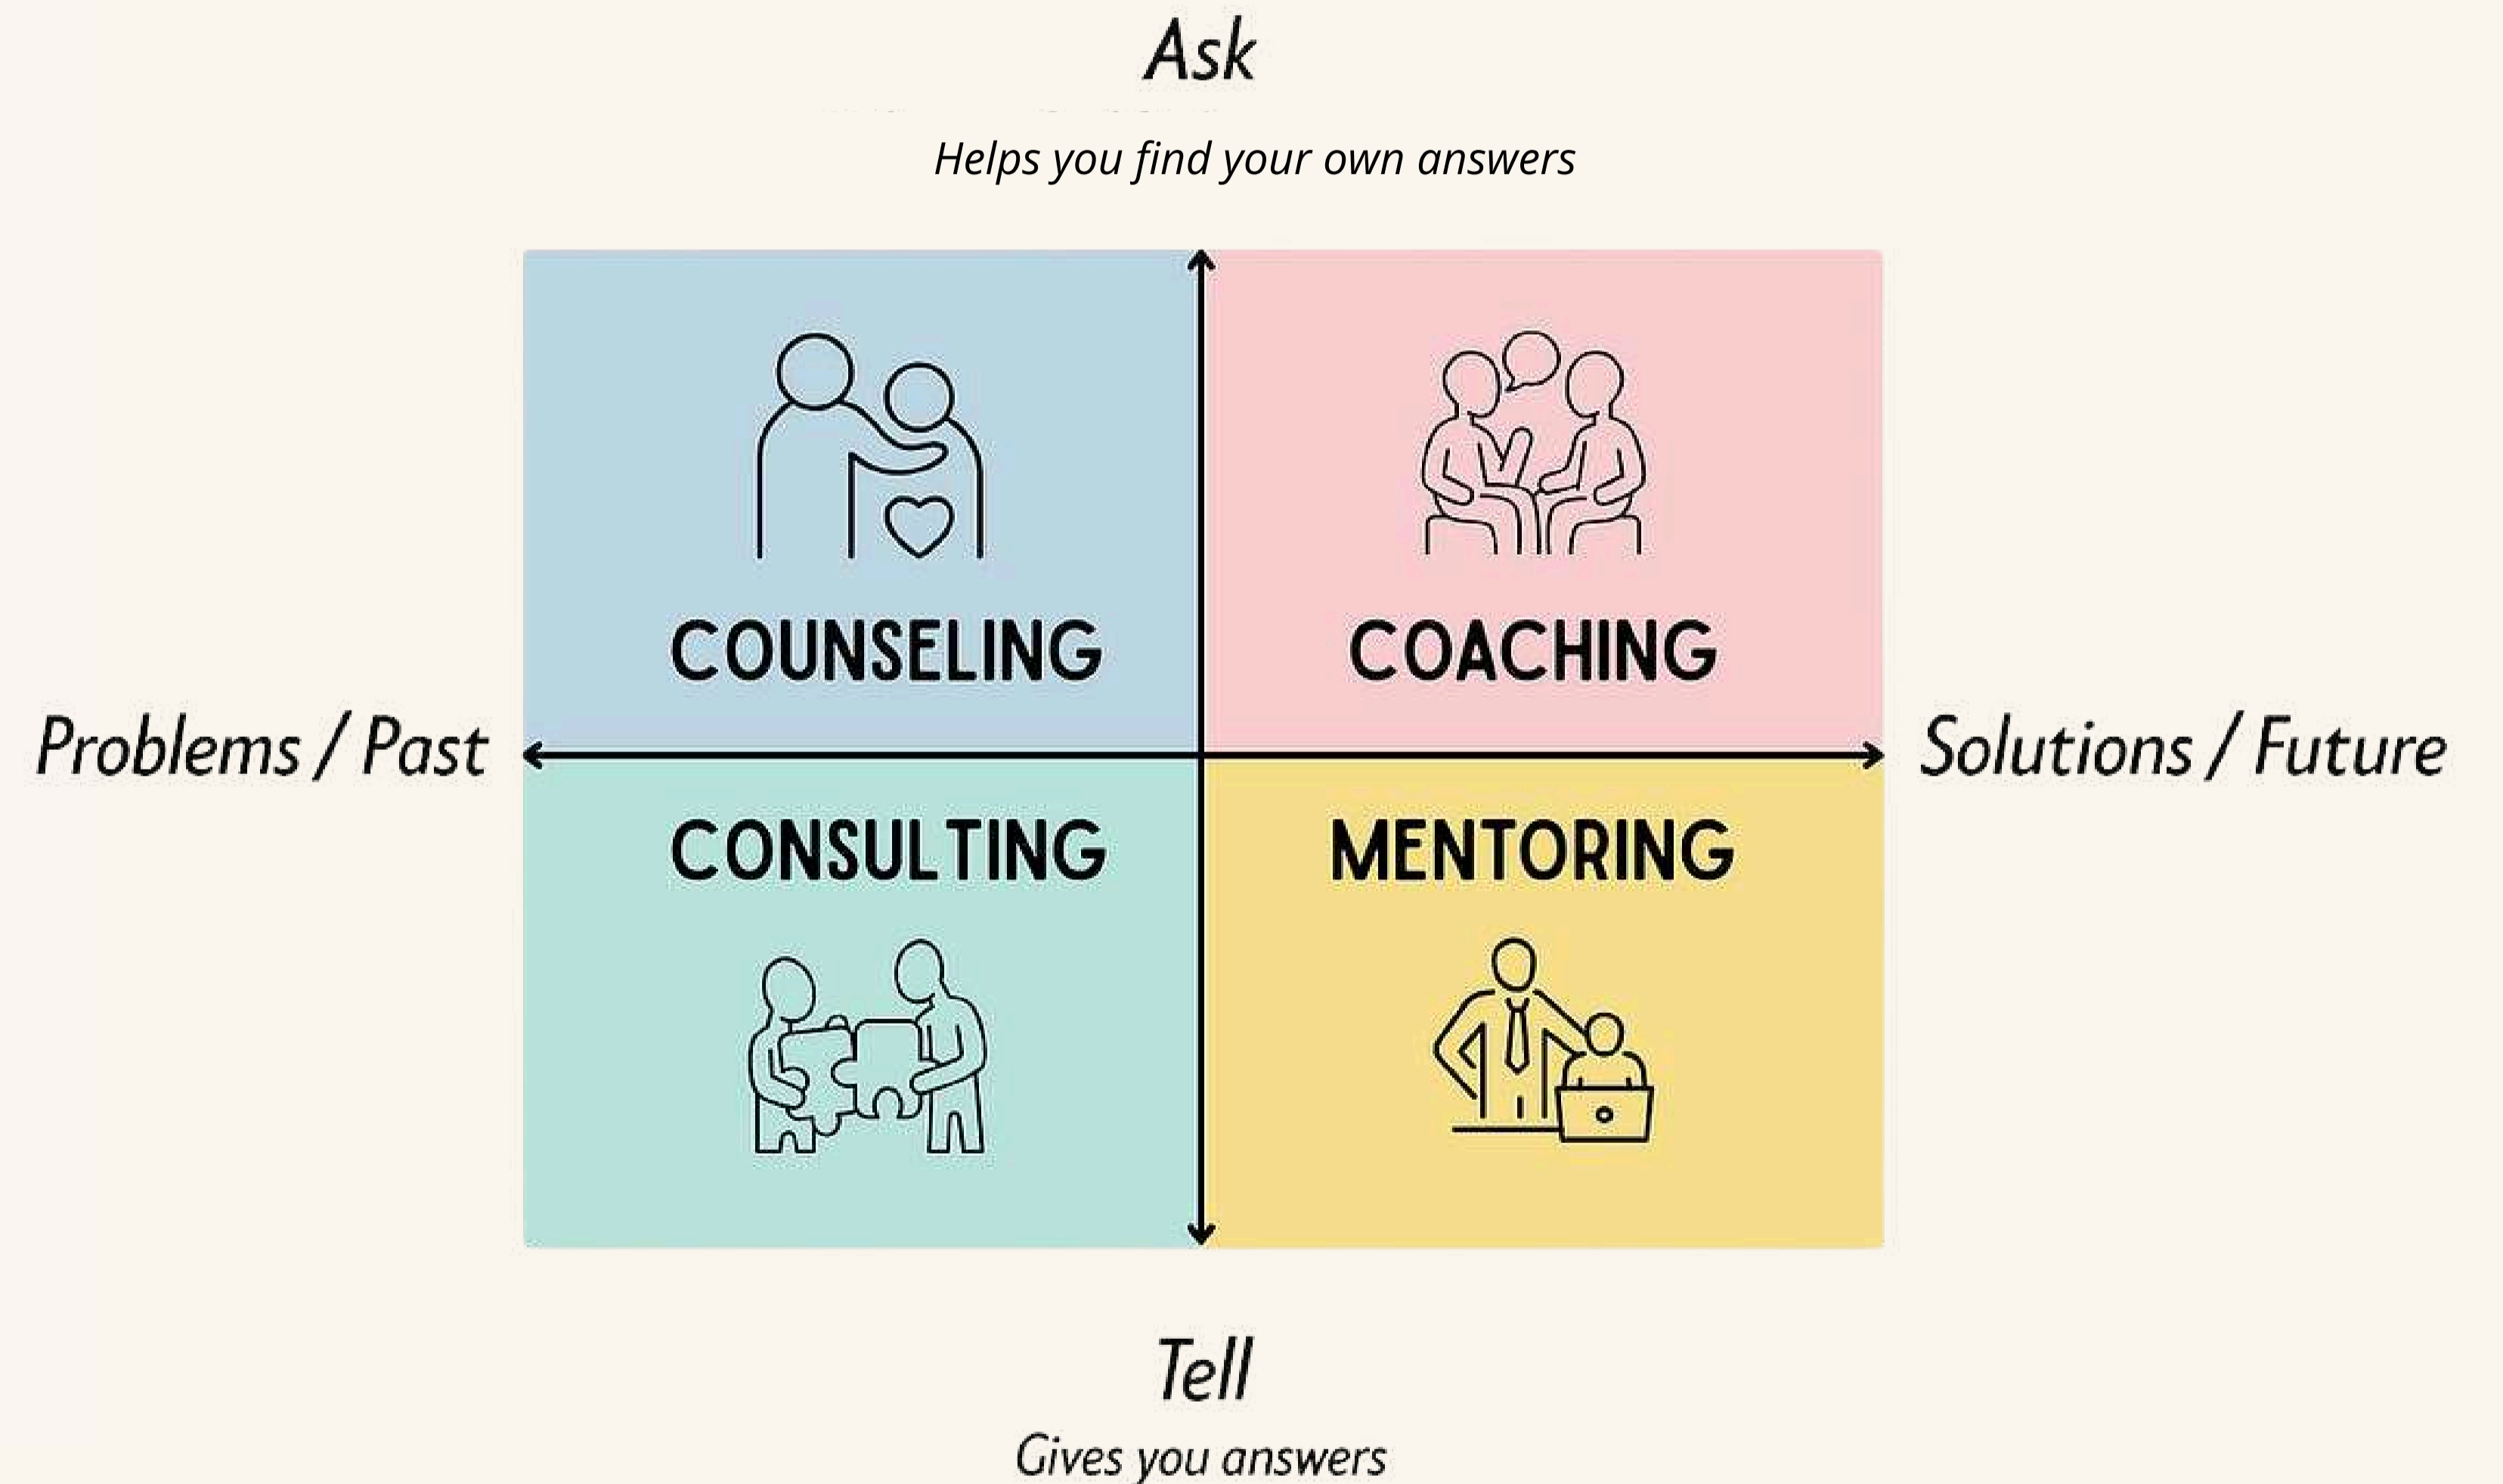 Ask
Helps you find your own answers
COUNSELING
COACHING
Problems / Past
Solutions / Future
CONSULTING
MENTORING
Tell
Gives you answers